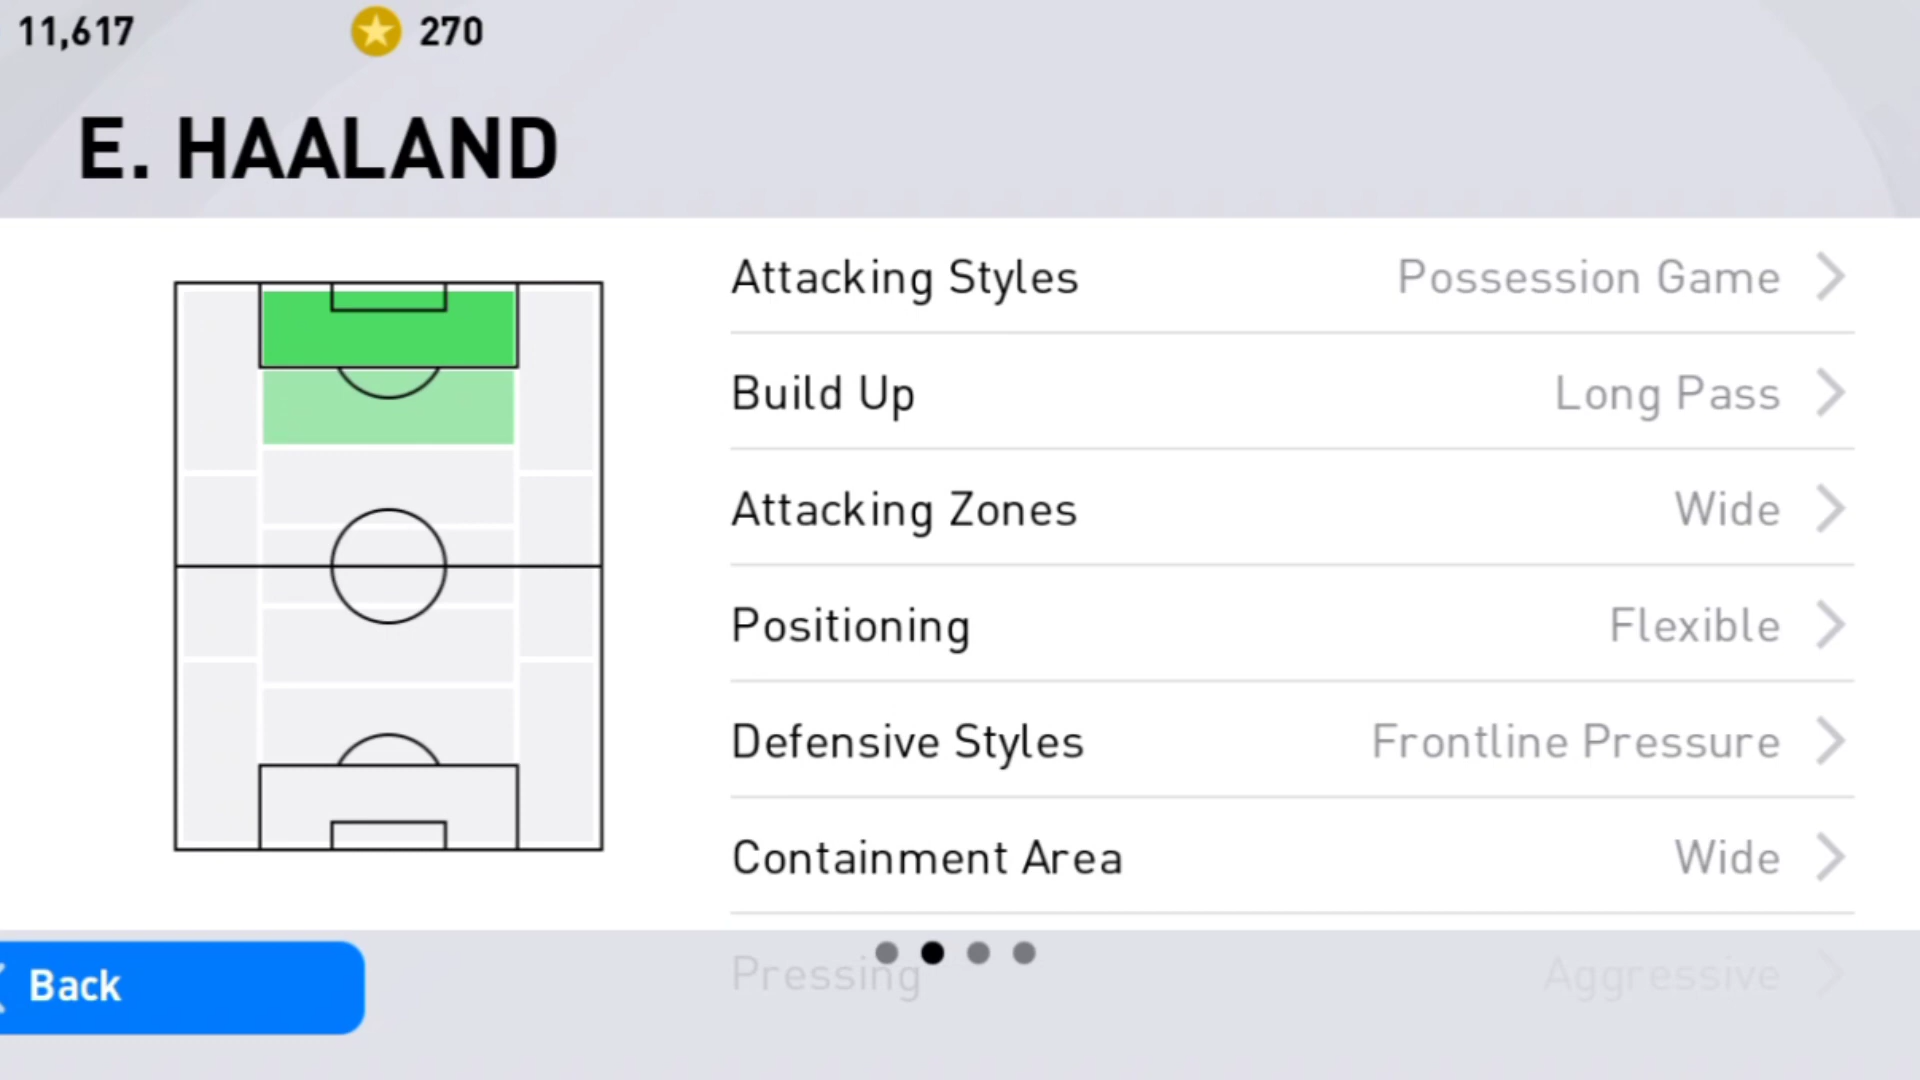 11,617 270
E. HAALAND
Attacking Styles Possession Game
Build Up Long Pass
Attacking Zones Wide
Positioning Flexible
Defensive Styles Frontline Pressure
Containment Area Wide
Pressing Aggressive
Back